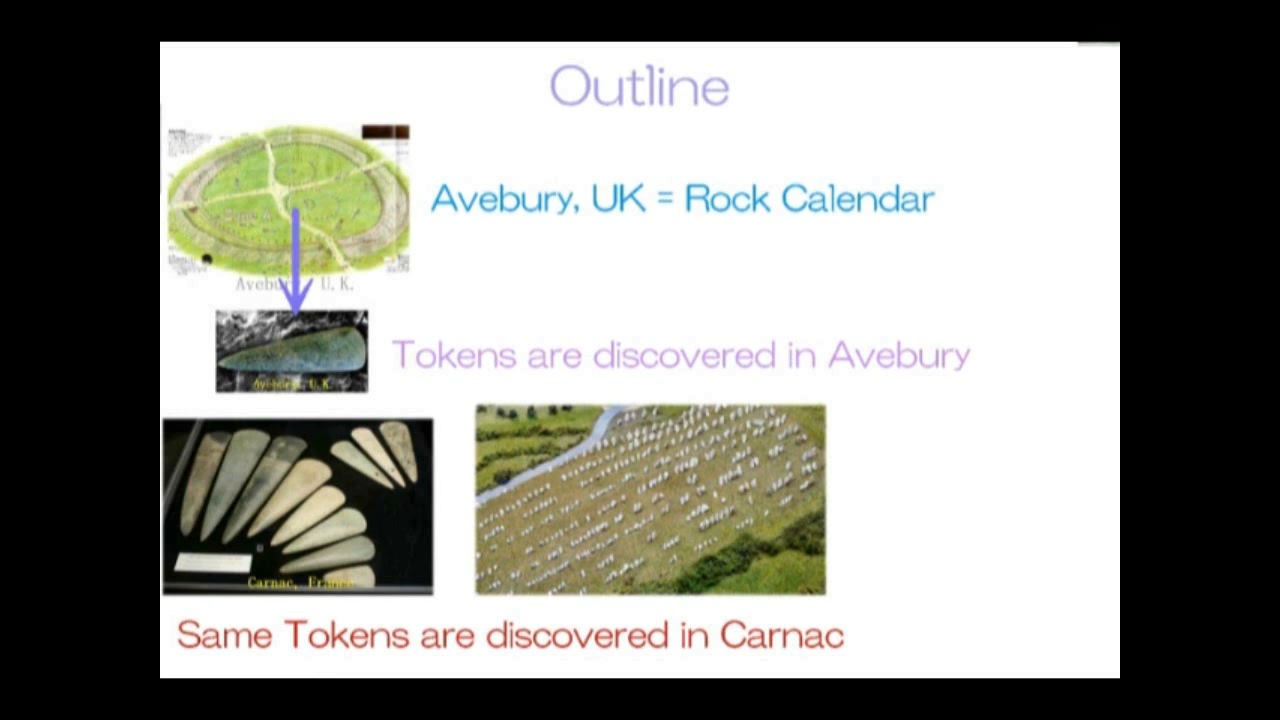 Outline
Avebury, UK = Rock Calendar
Avebury U.K.
Tokens are discovered in Avebury
U.K.
Carnac, France
Same Tokens are discovered in Carnac